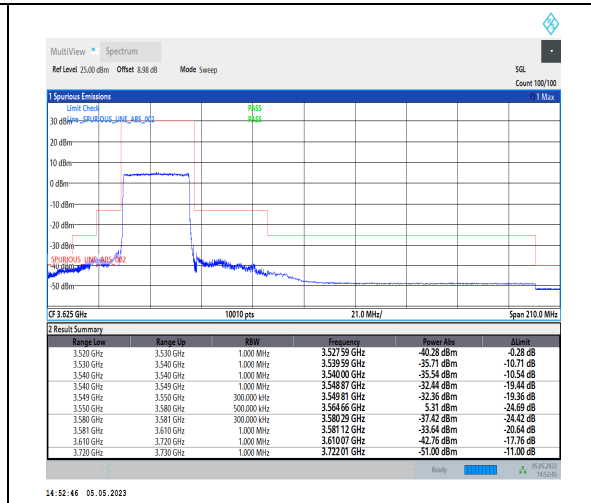 MultiView Spectrum
Ref Level 25.00 dBm Offset 8.98 dB Mode Sweep SGL
Count 100/100
1 Spurious Emissions 1 Max
Limit Check PASS
30 dBm Line _SPURIOUS_LINE_ABS_002 PASS
20 dBm
10 dBm
0 dBm
-10 dBm
-20 dBm
-30 dBm
_SPURIOUS_LINE_ABS_002
-40 dBm
-50 dBm
CF 3.625 GHz 10010 pts 21.0 MHz/ Span 210.0 MHz
2 Result Summary
Range Low Range Up RBW Frequency Power Abs ΔLimit
3.520 GHz 3.530 GHz 1.000 MHz 3.52759 GHz -40.28 dBm -0.28 dB
3.530 GHz 3.540 GHz 1.000 MHz 3.53959 GHz -35.71 dBm -10.71 dB
3.540 GHz 3.540 GHz 1.000 MHz 3.54000 GHz -35.54 dBm -10.54 dB
3.540 GHz 3.549 GHz 1.000 MHz 3.54887 GHz -32.44 dBm -19.44 dB
3.549 GHz 3.550 GHz 300.000 kHz 3.54981 GHz -32.36 dBm -19.36 dB
3.550 GHz 3.580 GHz 500.000 kHz 3.56466 GHz 5.31 dBm -24.69 dB
3.580 GHz 3.581 GHz 300.000 kHz 3.58029 GHz -37.42 dBm -24.42 dB
3.581 GHz 3.610 GHz 1.000 MHz 3.58112 GHz -33.64 dBm -20.64 dB
3.610 GHz 3.720 GHz 1.000 MHz 3.61007 GHz -42.76 dBm -17.76 dB
3.720 GHz 3.730 GHz 1.000 MHz 3.72201 GHz -51.00 dBm -11.00 dB
Ready 05.05.2023
14:52:45
14:52:46 05.05.2023